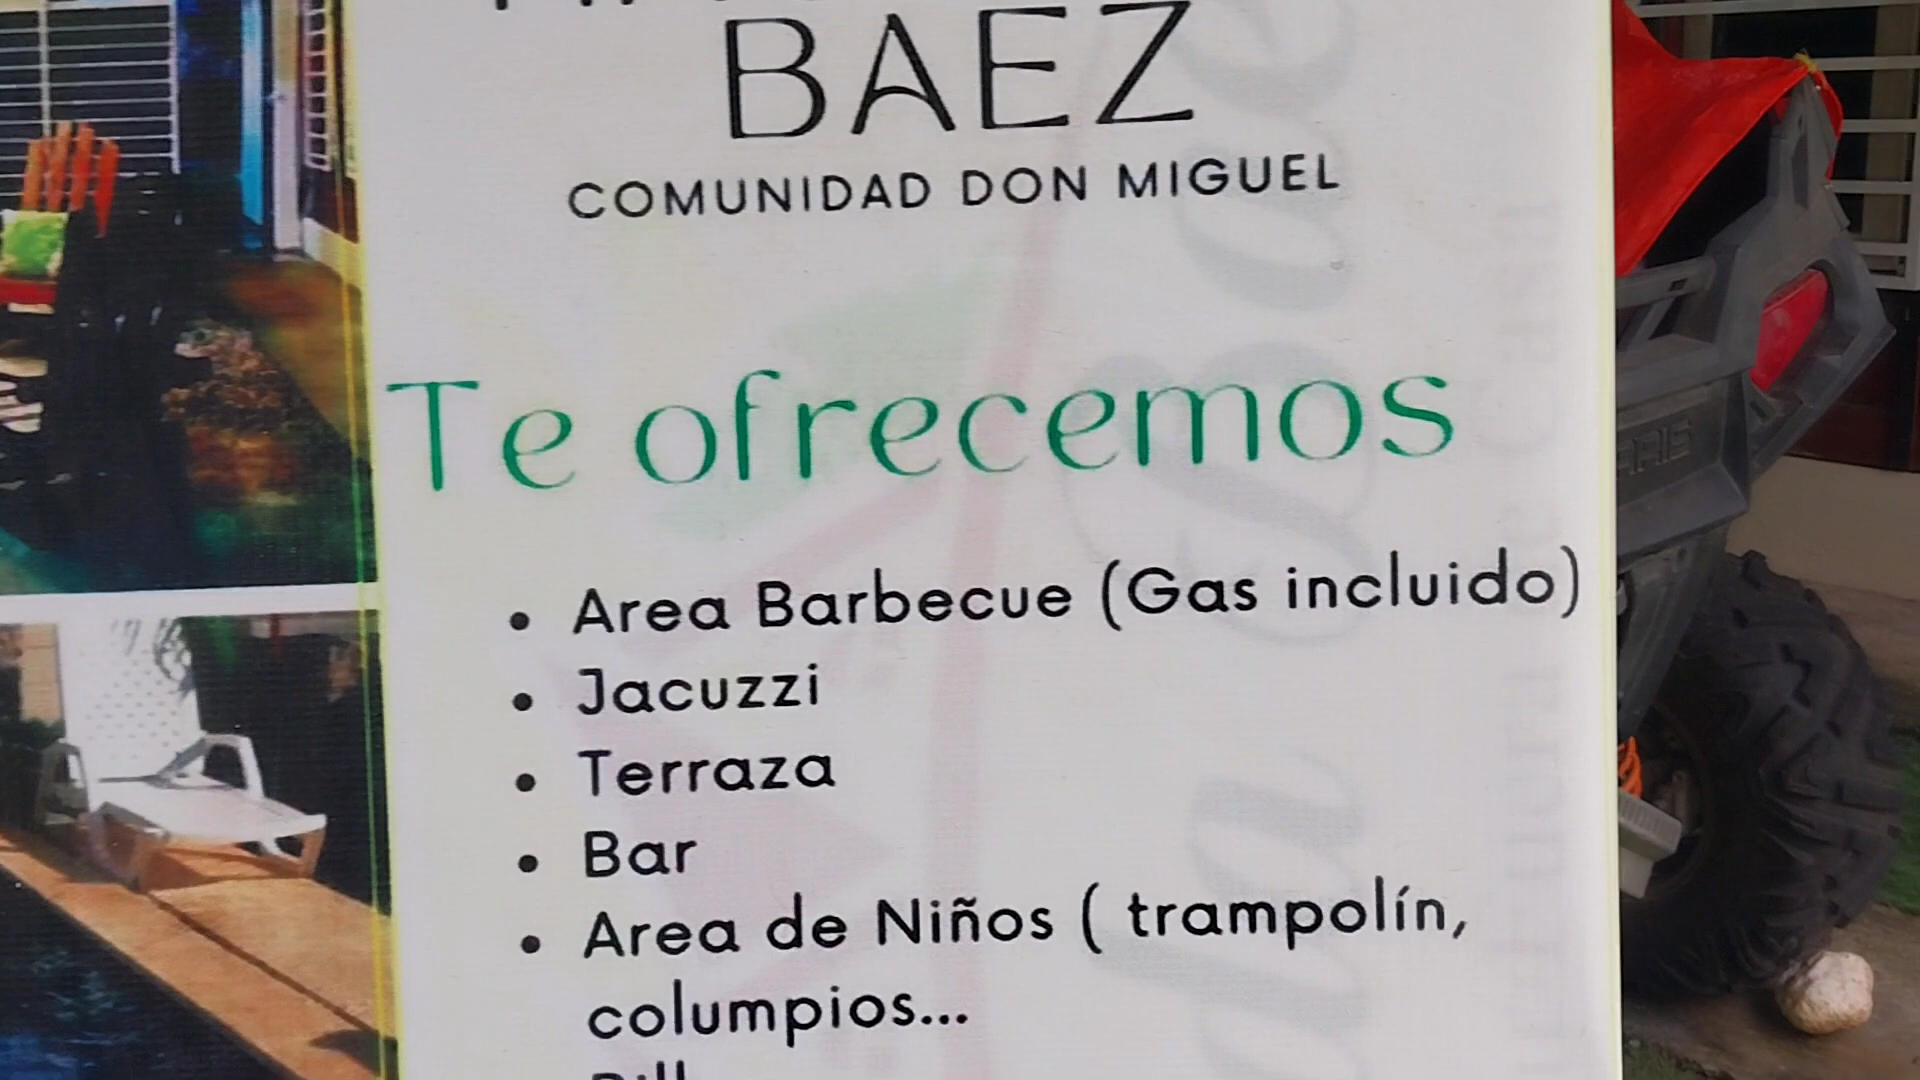 BAEZ
COMUNIDAD DON MIGUEL
Te ofrecemos
• Area Barbecue (Gas incluido)
• Jacuzzi
• Terraza
• Bar
• Area de Niños ( trampolín,
columpios...